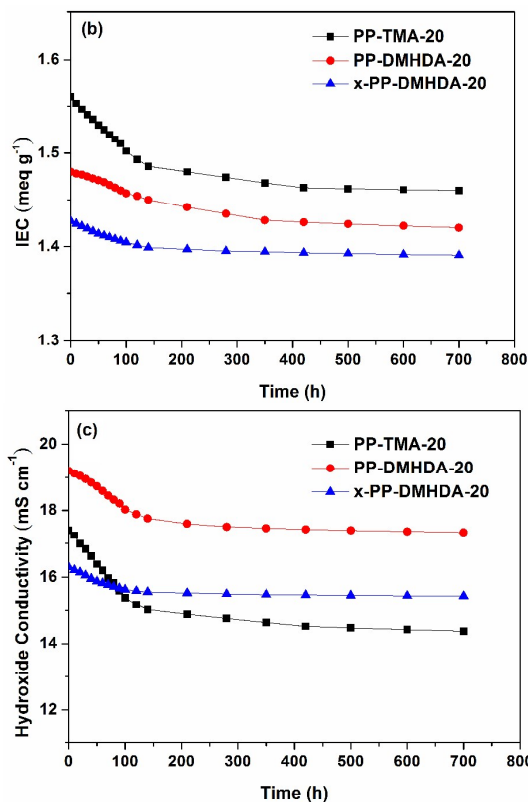 (b)
PP-TMA-20
PP-DMHDA-20
x-PP-DMHDA-20
1.6
1.5
1.4
1.3
IEC (meq g⁻¹)
0 100 200 300 400 500 600 700 800
Time (h)
(c)
PP-TMA-20
PP-DMHDA-20
x-PP-DMHDA-20
20
18
16
14
12
Hydroxide Conductivity (mS cm⁻¹)
0 100 200 300 400 500 600 700 800
Time (h)